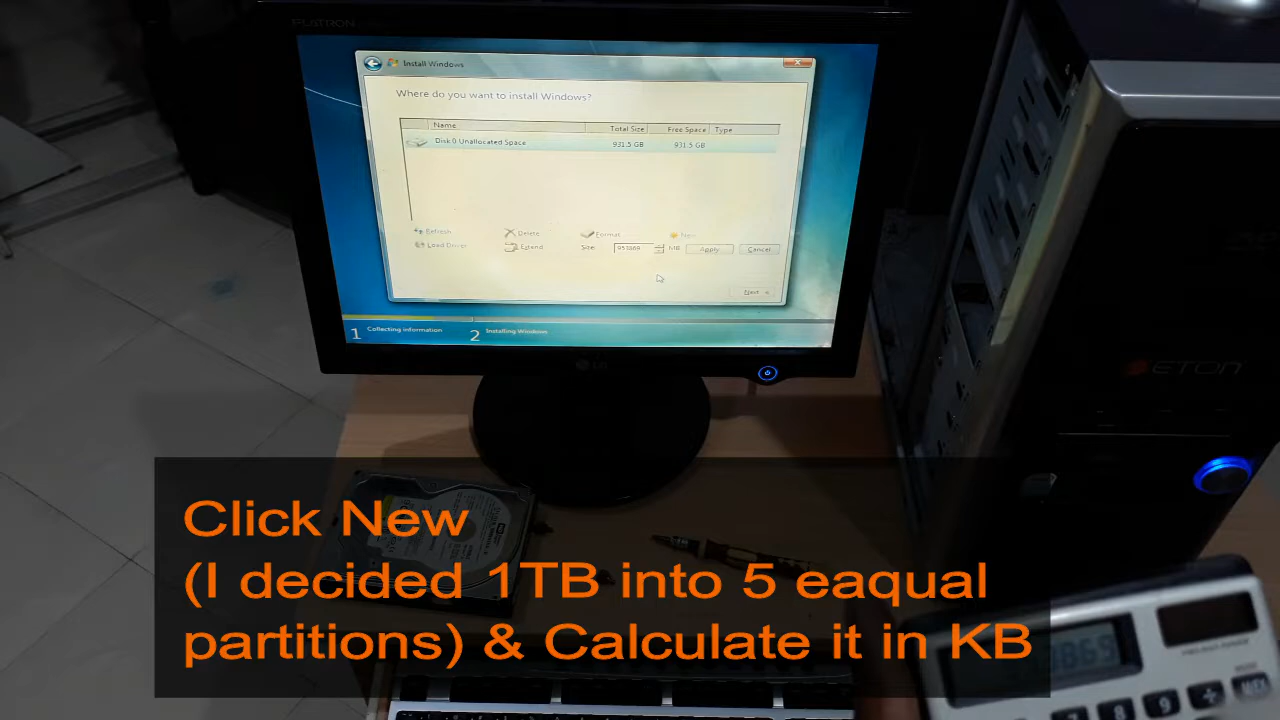 FLATRON
Install Windows
Where do you want to install Windows?
Name Total Size Free Space Type
Disk 0 Unallocated Space 931.5 GB 931.5 GB
Refresh Delete Format New
Load Driver Extend Size: 953869 MB Apply Cancel
Next
1 Collecting information 2 Installing Windows
LG
ETON
Click New
(I decided 1TB into 5 eaqual
partitions) & Calculate it in KB